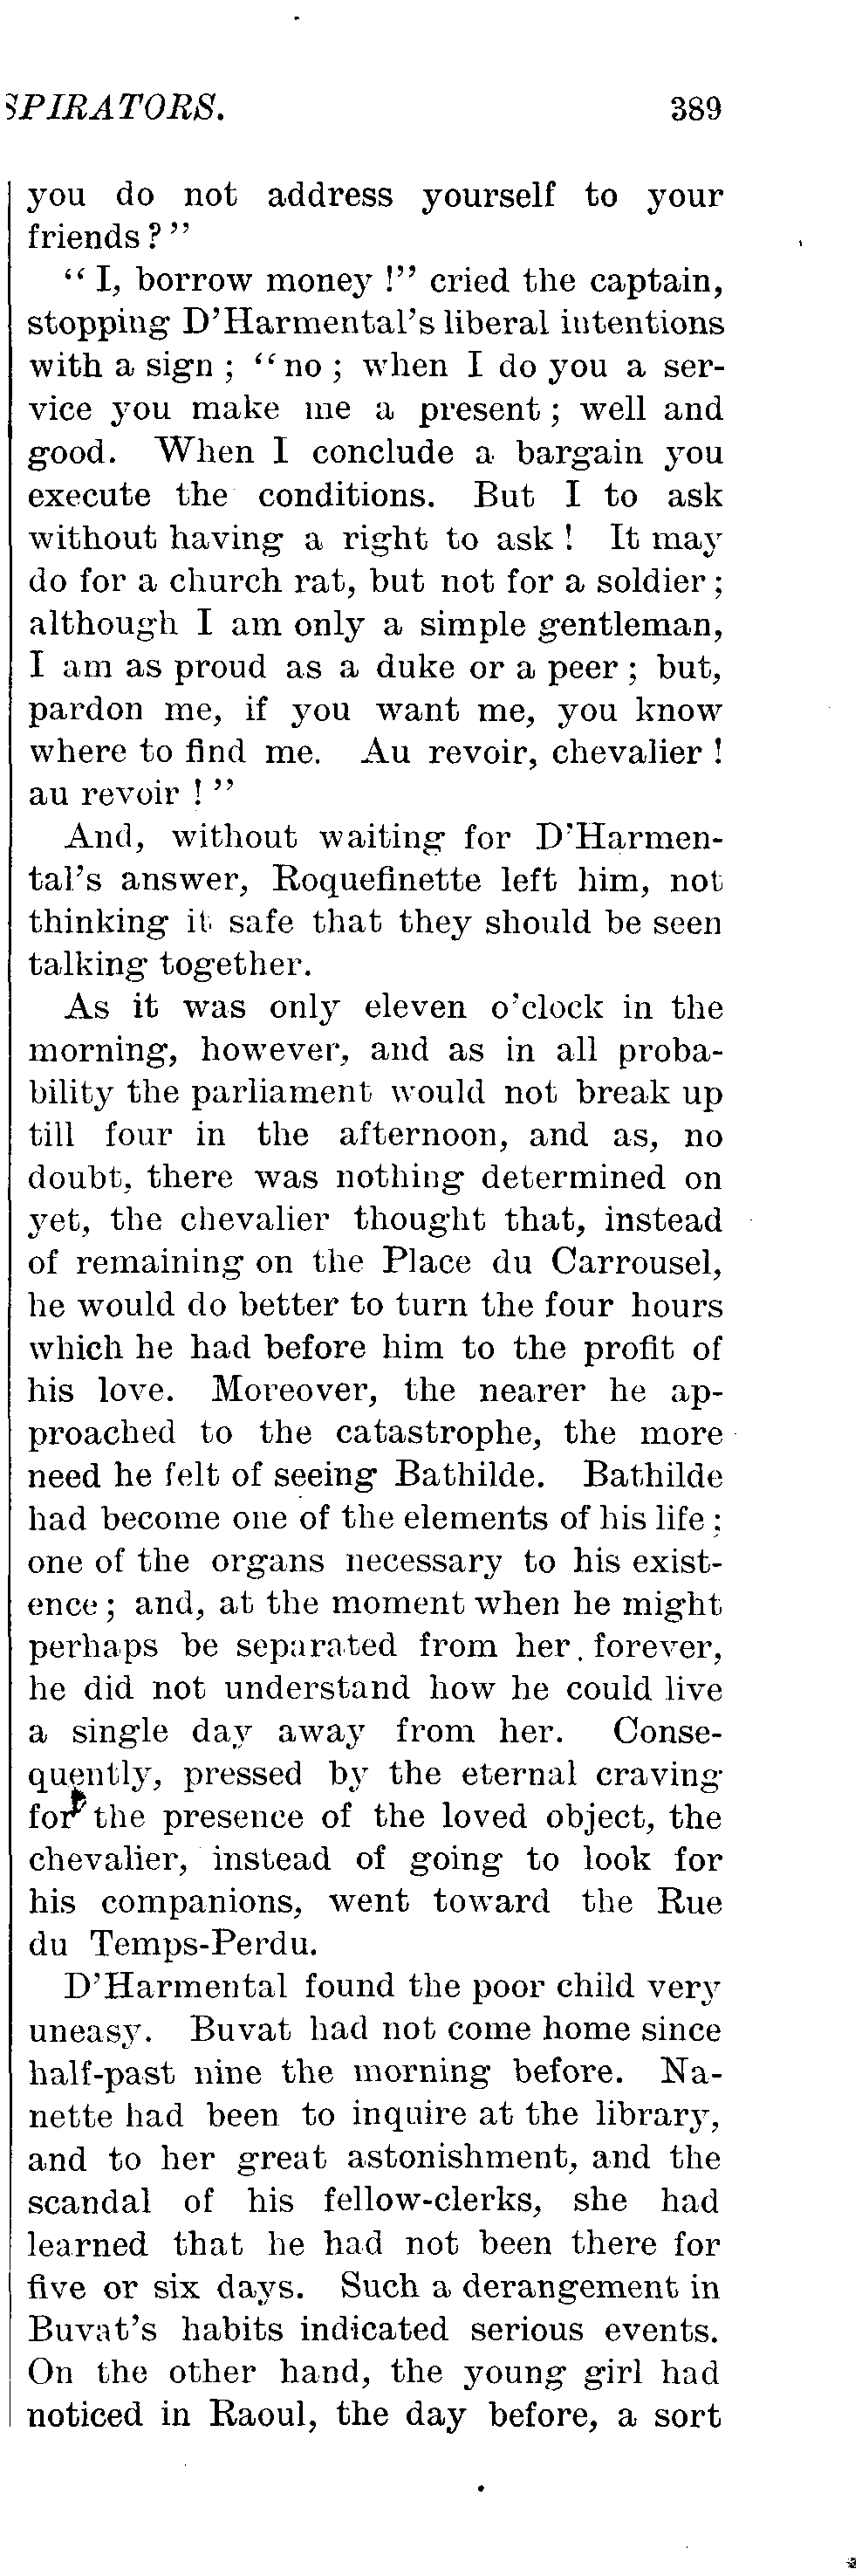 SPIRATORS. 389
you do not address yourself to your
friends?"
"I, borrow money!" cried the captain,
stopping D'Harmental's liberal intentions
with a sign; "no; when I do you a ser-
vice you make me a present; well and
good. When I conclude a bargain you
execute the conditions. But I to ask
without having a right to ask! It may
do for a church rat, but not for a soldier;
although I am only a simple gentleman,
I am as proud as a duke or a peer; but,
pardon me, if you want me, you know
where to find me. Au revoir, chevalier!
au revoir!"
And, without waiting for D'Harmen-
tal's answer, Roquefinette left him, not
thinking it safe that they should be seen
talking together.
As it was only eleven o'clock in the
morning, however, and as in all proba-
bility the parliament would not break up
till four in the afternoon, and as, no
doubt, there was nothing determined on
yet, the chevalier thought that, instead
of remaining on the Place du Carrousel,
he would do better to turn the four hours
which he had before him to the profit of
his love. Moreover, the nearer he ap-
proached to the catastrophe, the more
need he felt of seeing Bathilde. Bathilde
had become one of the elements of his life;
one of the organs necessary to his exist-
ence; and, at the moment when he might
perhaps be separated from her forever,
he did not understand how he could live
a single day away from her. Conse-
quently, pressed by the eternal craving
for the presence of the loved object, the
chevalier, instead of going to look for
his companions, went toward the Rue
du Temps-Perdu.
D'Harmental found the poor child very
uneasy. Buvat had not come home since
half-past nine the morning before. Na-
nette had been to inquire at the library,
and to her great astonishment, and the
scandal of his fellow-clerks, she had
learned that he had not been there for
five or six days. Such a derangement in
Buvat's habits indicated serious events.
On the other hand, the young girl had
noticed in Raoul, the day before, a sort